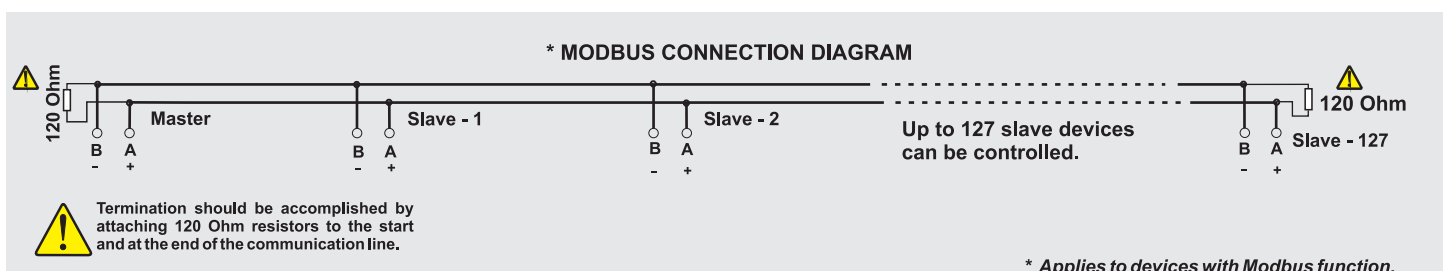 * MODBUS CONNECTION DIAGRAM
120 Ohm
B
-
A
+
Master
B
-
A
+
Slave - 1
B
-
A
+
Slave - 2
Up to 127 slave devices
can be controlled.
B
-
A
+
Slave - 127
120 Ohm
Termination should be accomplished by
attaching 120 Ohm resistors to the start
and at the end of the communication line.
* Applies to devices with Modbus function.